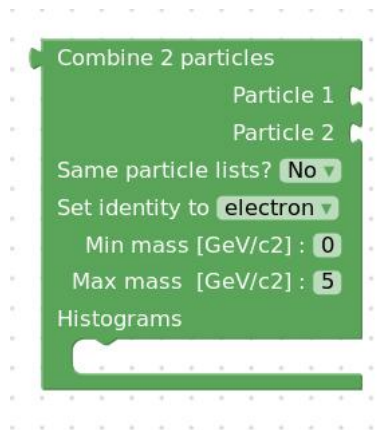 Combine 2 particles
Particle 1
Particle 2
Same particle lists? No ▾
Set identity to electron ▾
Min mass [GeV/c2] : 0
Max mass [GeV/c2] : 5
Histograms